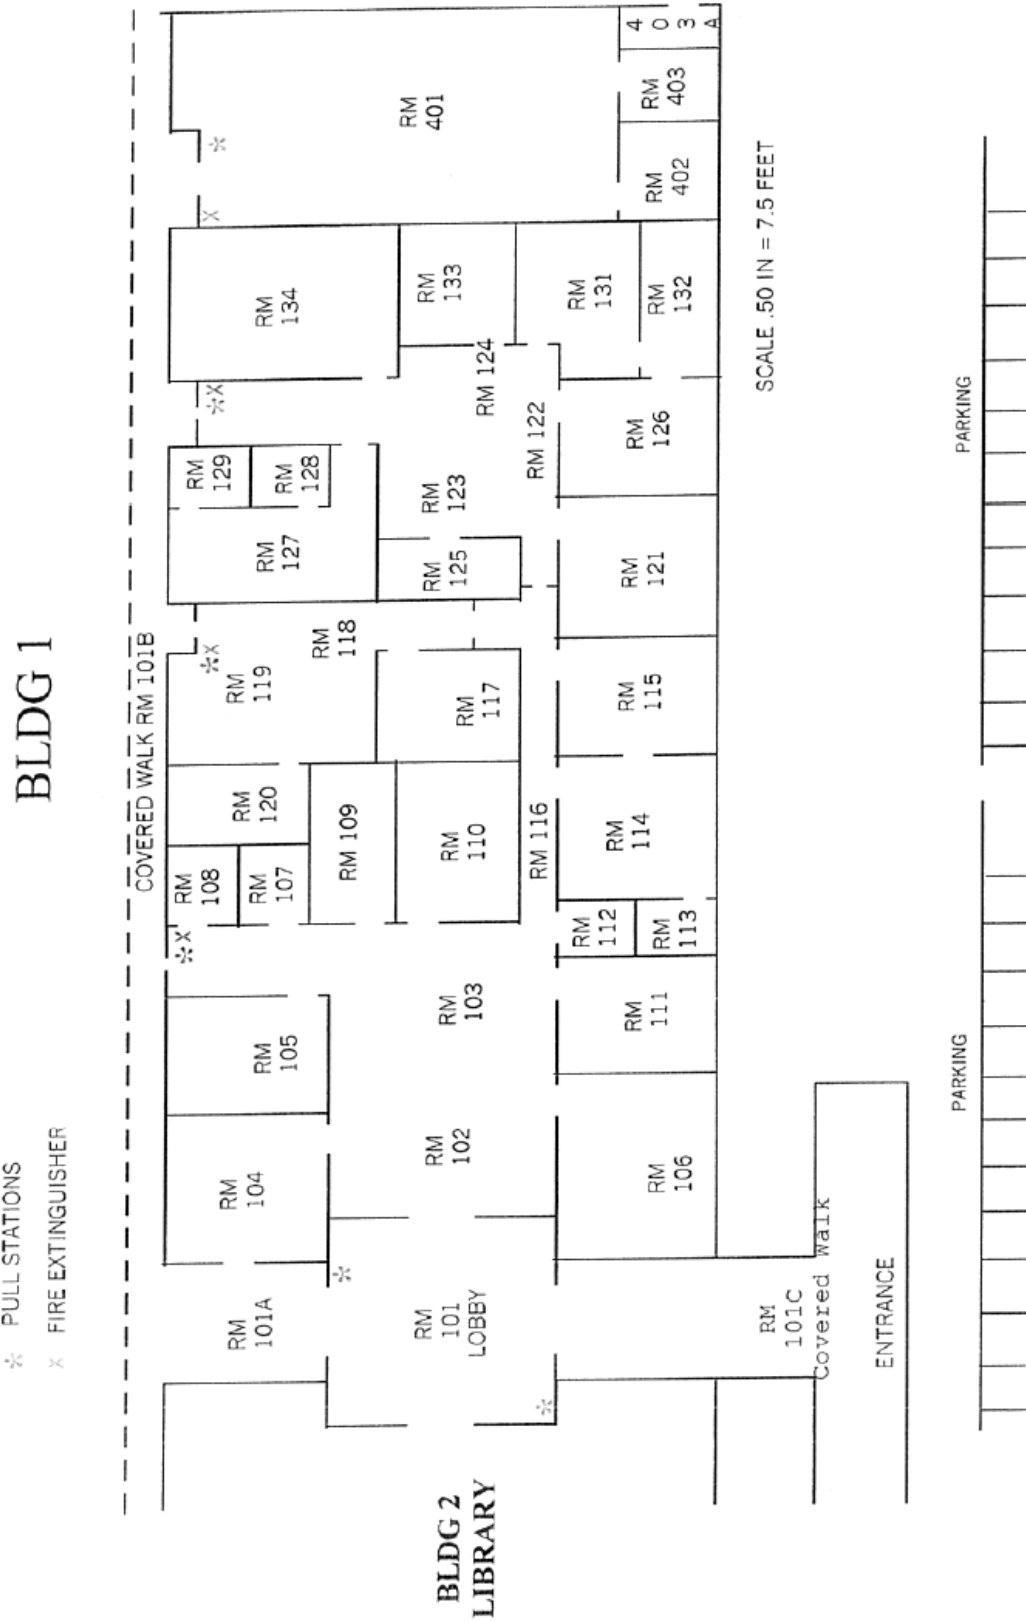 BLDG 1
* PULL STATIONS
x FIRE EXTINGUISHER
COVERED WALK RM 101B
RM
401
4 0 3 A
RM
403
RM
402
RM
134
RM
133
RM
131
RM
132
RM 124
RM 122
RM
126
RM
129
RM
128
RM
123
RM
127
RM
125
RM
121
RM
118
RM
119
RM
117
RM
115
RM
120
RM 109
RM
110
RM 116
RM
114
RM
108
RM
107
RM
112
RM
113
RM
105
RM
103
RM
111
RM
104
RM
102
RM
106
RM
101A
RM
101
LOBBY
RM
101C
Covered Walk
ENTRANCE
BLDG 2
LIBRARY
SCALE .50 IN = 7.5 FEET
PARKING
PARKING